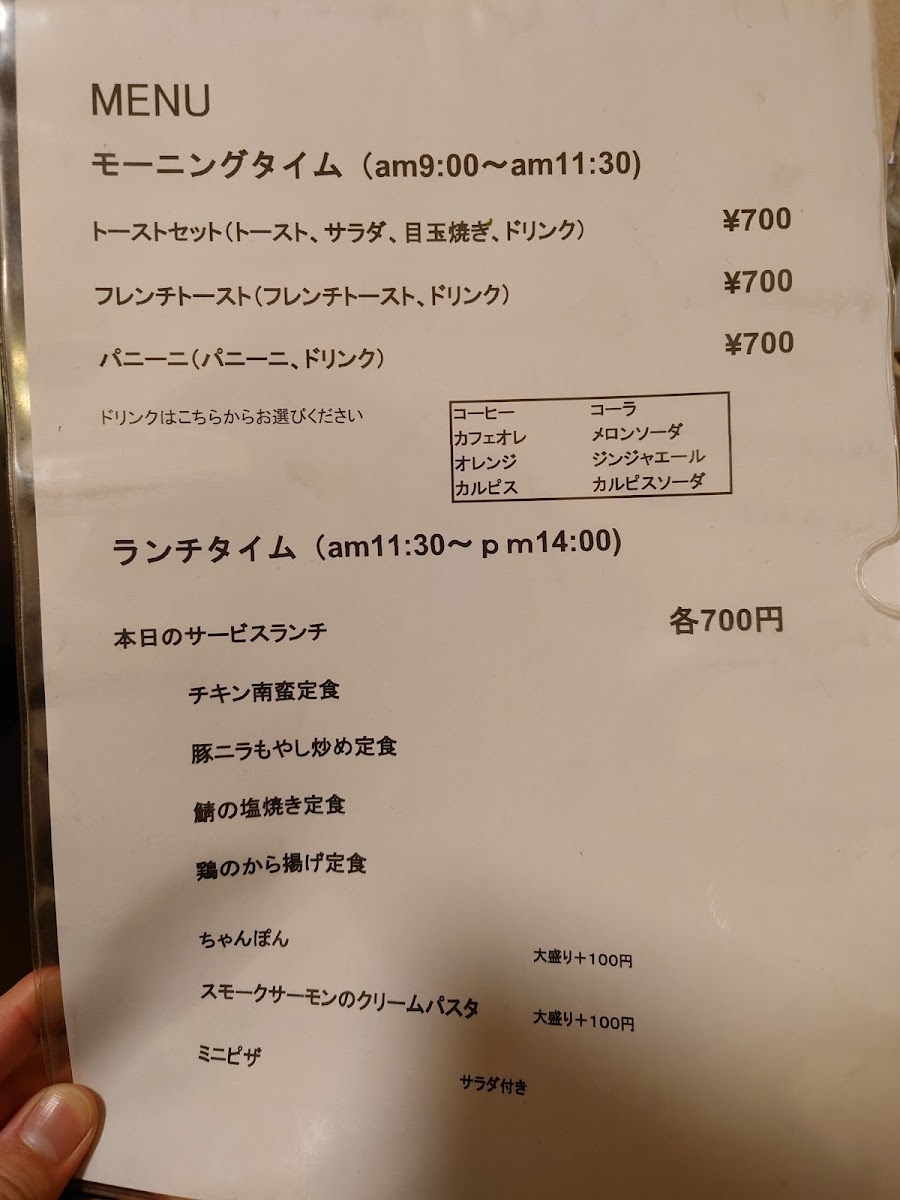 MENU
モーニングタイム（am9:00～am11:30)
トーストセット(トースト、サラダ、目玉焼き、ドリンク) ¥700
フレンチトースト(フレンチトースト、ドリンク) ¥700
パニーニ(パニーニ、ドリンク) ¥700
ドリンクはこちらからお選びください
コーヒー コーラ
カフェオレ メロンソーダ
オレンジ ジンジャエール
カルピス カルピスソーダ
ランチタイム（am11:30～ｐｍ14:00)
本日のサービスランチ 各700円
チキン南蛮定食
豚ニラもやし炒め定食
鯖の塩焼き定食
鶏のから揚げ定食
ちゃんぽん 大盛り＋100円
スモークサーモンのクリームパスタ 大盛り＋100円
ミニピザ サラダ付き